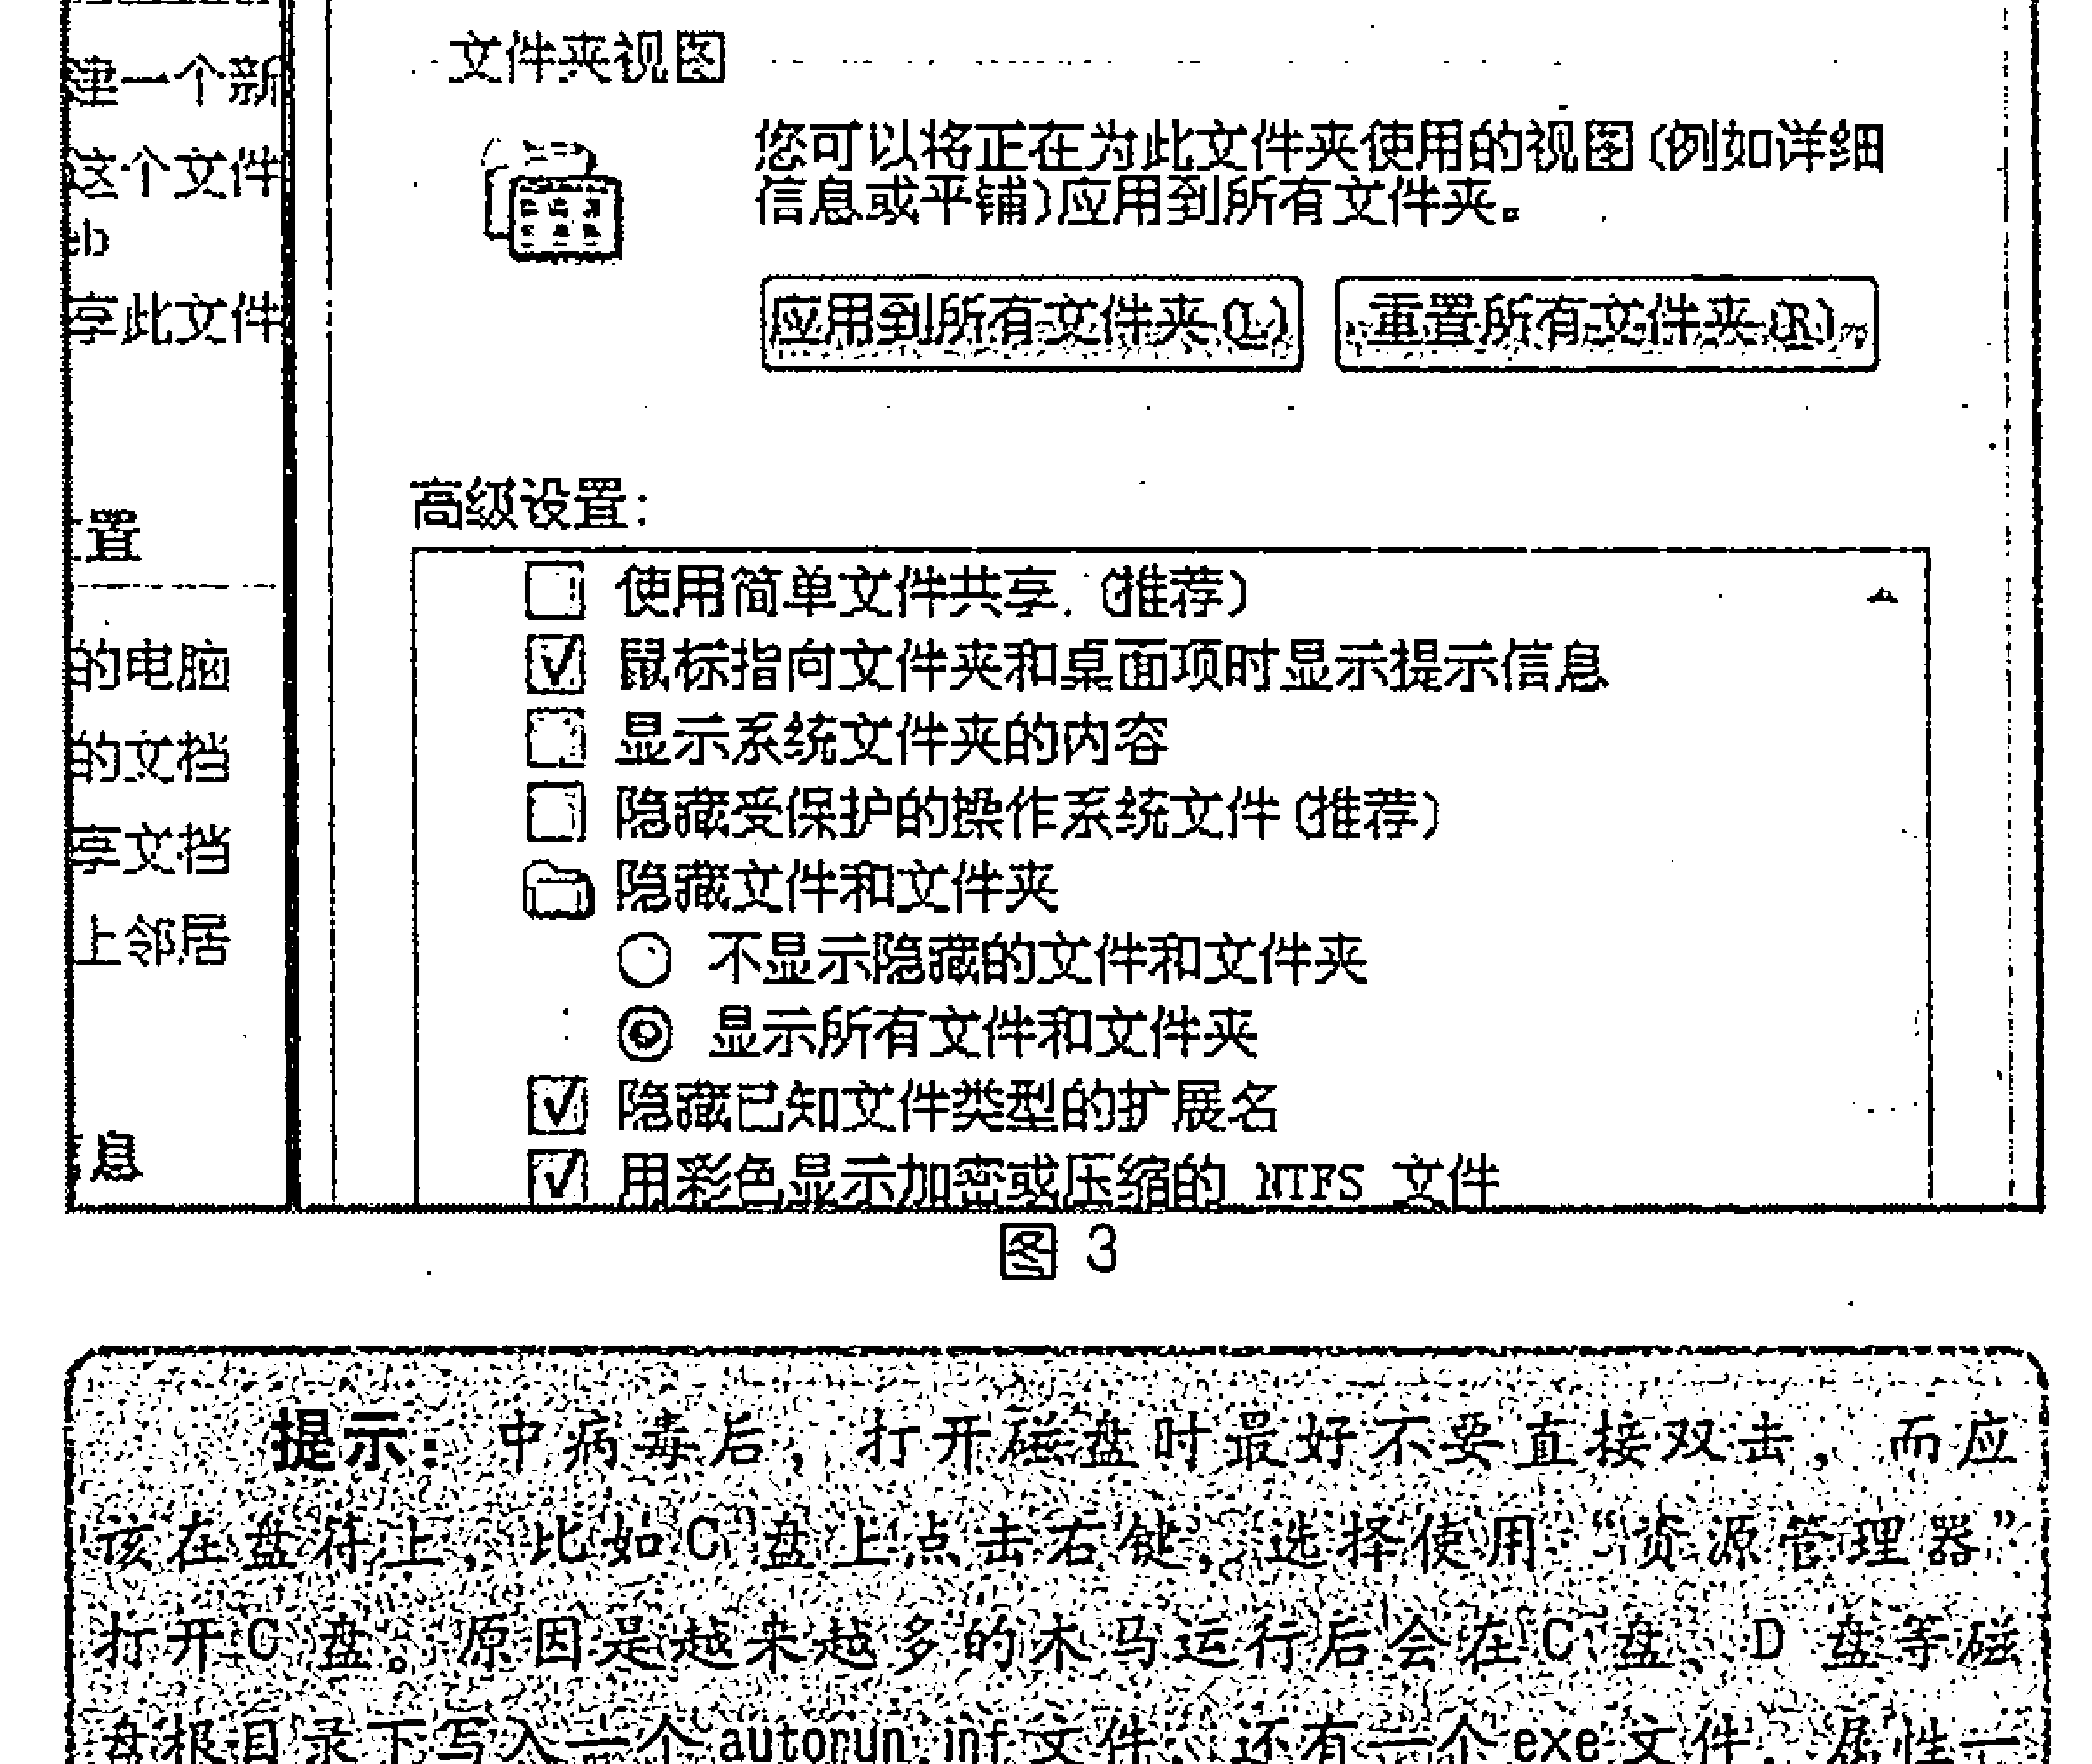 建一个新
这个文件
eb
享此文件
置
的电脑
的文档
享文档
上邻居
息
文件夹视图
您可以将正在为此文件夹使用的视图(例如详细
信息或平铺)应用到所有文件夹。
应用到所有文件夹(L)
重置所有文件夹(R)
高级设置:
使用简单文件共享(推荐)
鼠标指向文件夹和桌面项时显示提示信息
显示系统文件夹的内容
隐藏受保护的操作系统文件(推荐)
隐藏文件和文件夹
不显示隐藏的文件和文件夹
显示所有文件和文件夹
隐藏已知文件类型的扩展名
用彩色显示加密或压缩的 NTFS 文件
图 3
提示:中病毒后,打开磁盘时最好不要直接双击,而应
该在盘符上,比如C 盘上点击右键,选择使用“资源管理器”
打开C 盘。原因是越来越多的木马运行后会在C 盘、D 盘等磁
盘根目录下写入一个 autorun.inf 文件,还有一个 exe 文件,属性一